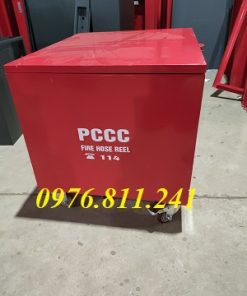 PCCC
FIRE HOSE REEL
☎ 114
0976.811.241